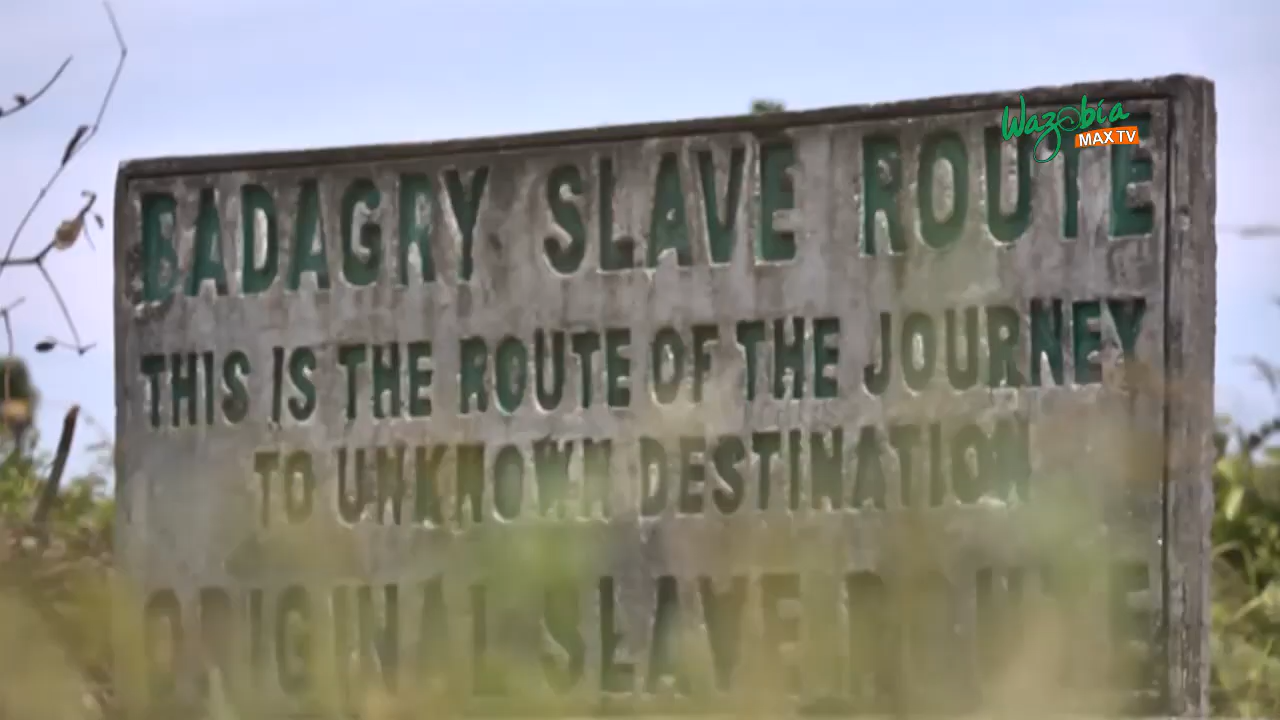 Wazobia
MAX TV
BADAGRY SLAVE ROUTE
THIS IS THE ROUTE OF THE JOURNEY
TO UNKNOWN DESTINATION
ORIGINAL SLAVE ROUTE